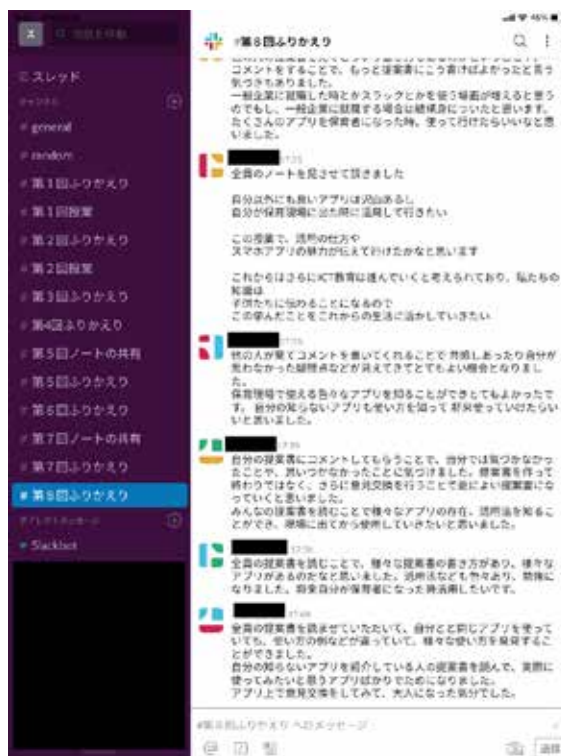 スレッド
# general
# random
# 第1回ふりかえり
# 第1回授業
# 第2回ふりかえり
# 第2回授業
# 第3回ふりかえり
# 第4回ふりかえり
# 第5回ノートの共有
# 第5回ふりかえり
# 第6回ふりかえり
# 第7回ノートの共有
# 第7回ふりかえり
# 第8回ふりかえり
ダイレクトメッセージ
Slackbot
46%
#第8回ふりかえり
コメントをすることで、もっと提案書にこう書けばよかったと言う
気づきもありました。
一般企業に就職した時とかスラックとかを使う場面が増えると思う
のでもし、一般企業に就職する場合は
たくさんのアプリを保育者になった時、使って行けたらいいなと思
いました。
全員のノートを見させて頂きました
自分以外にも良いアプリは沢山あるし
自分が保育現場に出た時に活用して行きたい
この授業で、活用の仕方や
スマホアプリの魅力が伝えて行けたかなと思います
これからはさらにICT教育は進んでいくと考えられており、私たちの
知識は
子供たちに伝わることになるので
この学んだことをこれからの生活に活かしていきたい
他の人が見てコメントを書いてくれることで 共感しあったり自分が
思わなかった疑問点などが見えてきてとてもよい機会となりまし
た。
保育現場で使える色々なアプリを知ることができとてもよかったで
す。 自分の知らないアプリも使い方を知って 是非使っていけたらい
いと思いました。
自分の提案書にコメントしてもらうことで、自分では気づかなかっ
たことや、思いつかなかったことに気づけました。提案書を作って
終わりではなく、さらに意見交換を行うことで更によい提案書にな
っていくと思いました。
みんなの提案書を読むことで様々なアプリの存在、活用法を知るこ
とができ、現場に出てから使用していきたいと思いました。
全員の提案書を読むことで、様々な提案書の書き方があり、様々な
アプリがあるのだなと思いました。活用法なども色々あり、勉強に
なりました。将来自分が保育者になった時活用したいです。
全員の提案書を読ませていただいて、自分とと同じアプリを使って
いても、使い方の例などが違っていて、様々な使い方を発見するこ
とができました。
自分の知らないアプリを紹介している人の提案書を読んで、実際に
使ってみたいと思うアプリばかりでためになりました。
アプリ上で意見交換をしてみて、大人になった気分でした。
#第8回ふりかえり へのメッセージ
送信